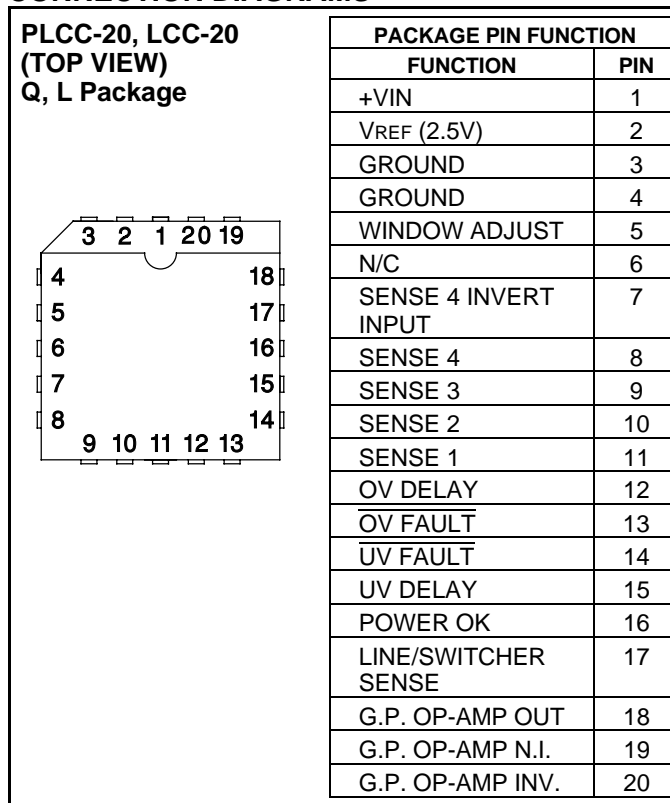 PLCC-20, LCC-20
(TOP VIEW)
Q, L Package
3 2 1 20 19
4 18
5 17
6 16
7 15
8 14
9 10 11 12 13
PACKAGE PIN FUNCTION
FUNCTION PIN
+VIN 1
VREF (2.5V) 2
GROUND 3
GROUND 4
WINDOW ADJUST 5
N/C 6
SENSE 4 INVERT 7
INPUT
SENSE 4 8
SENSE 3 9
SENSE 2 10
SENSE 1 11
OV DELAY 12
OV FAULT 13
UV FAULT 14
UV DELAY 15
POWER OK 16
LINE/SWITCHER 17
SENSE
G.P. OP-AMP OUT 18
G.P. OP-AMP N.I. 19
G.P. OP-AMP INV. 20